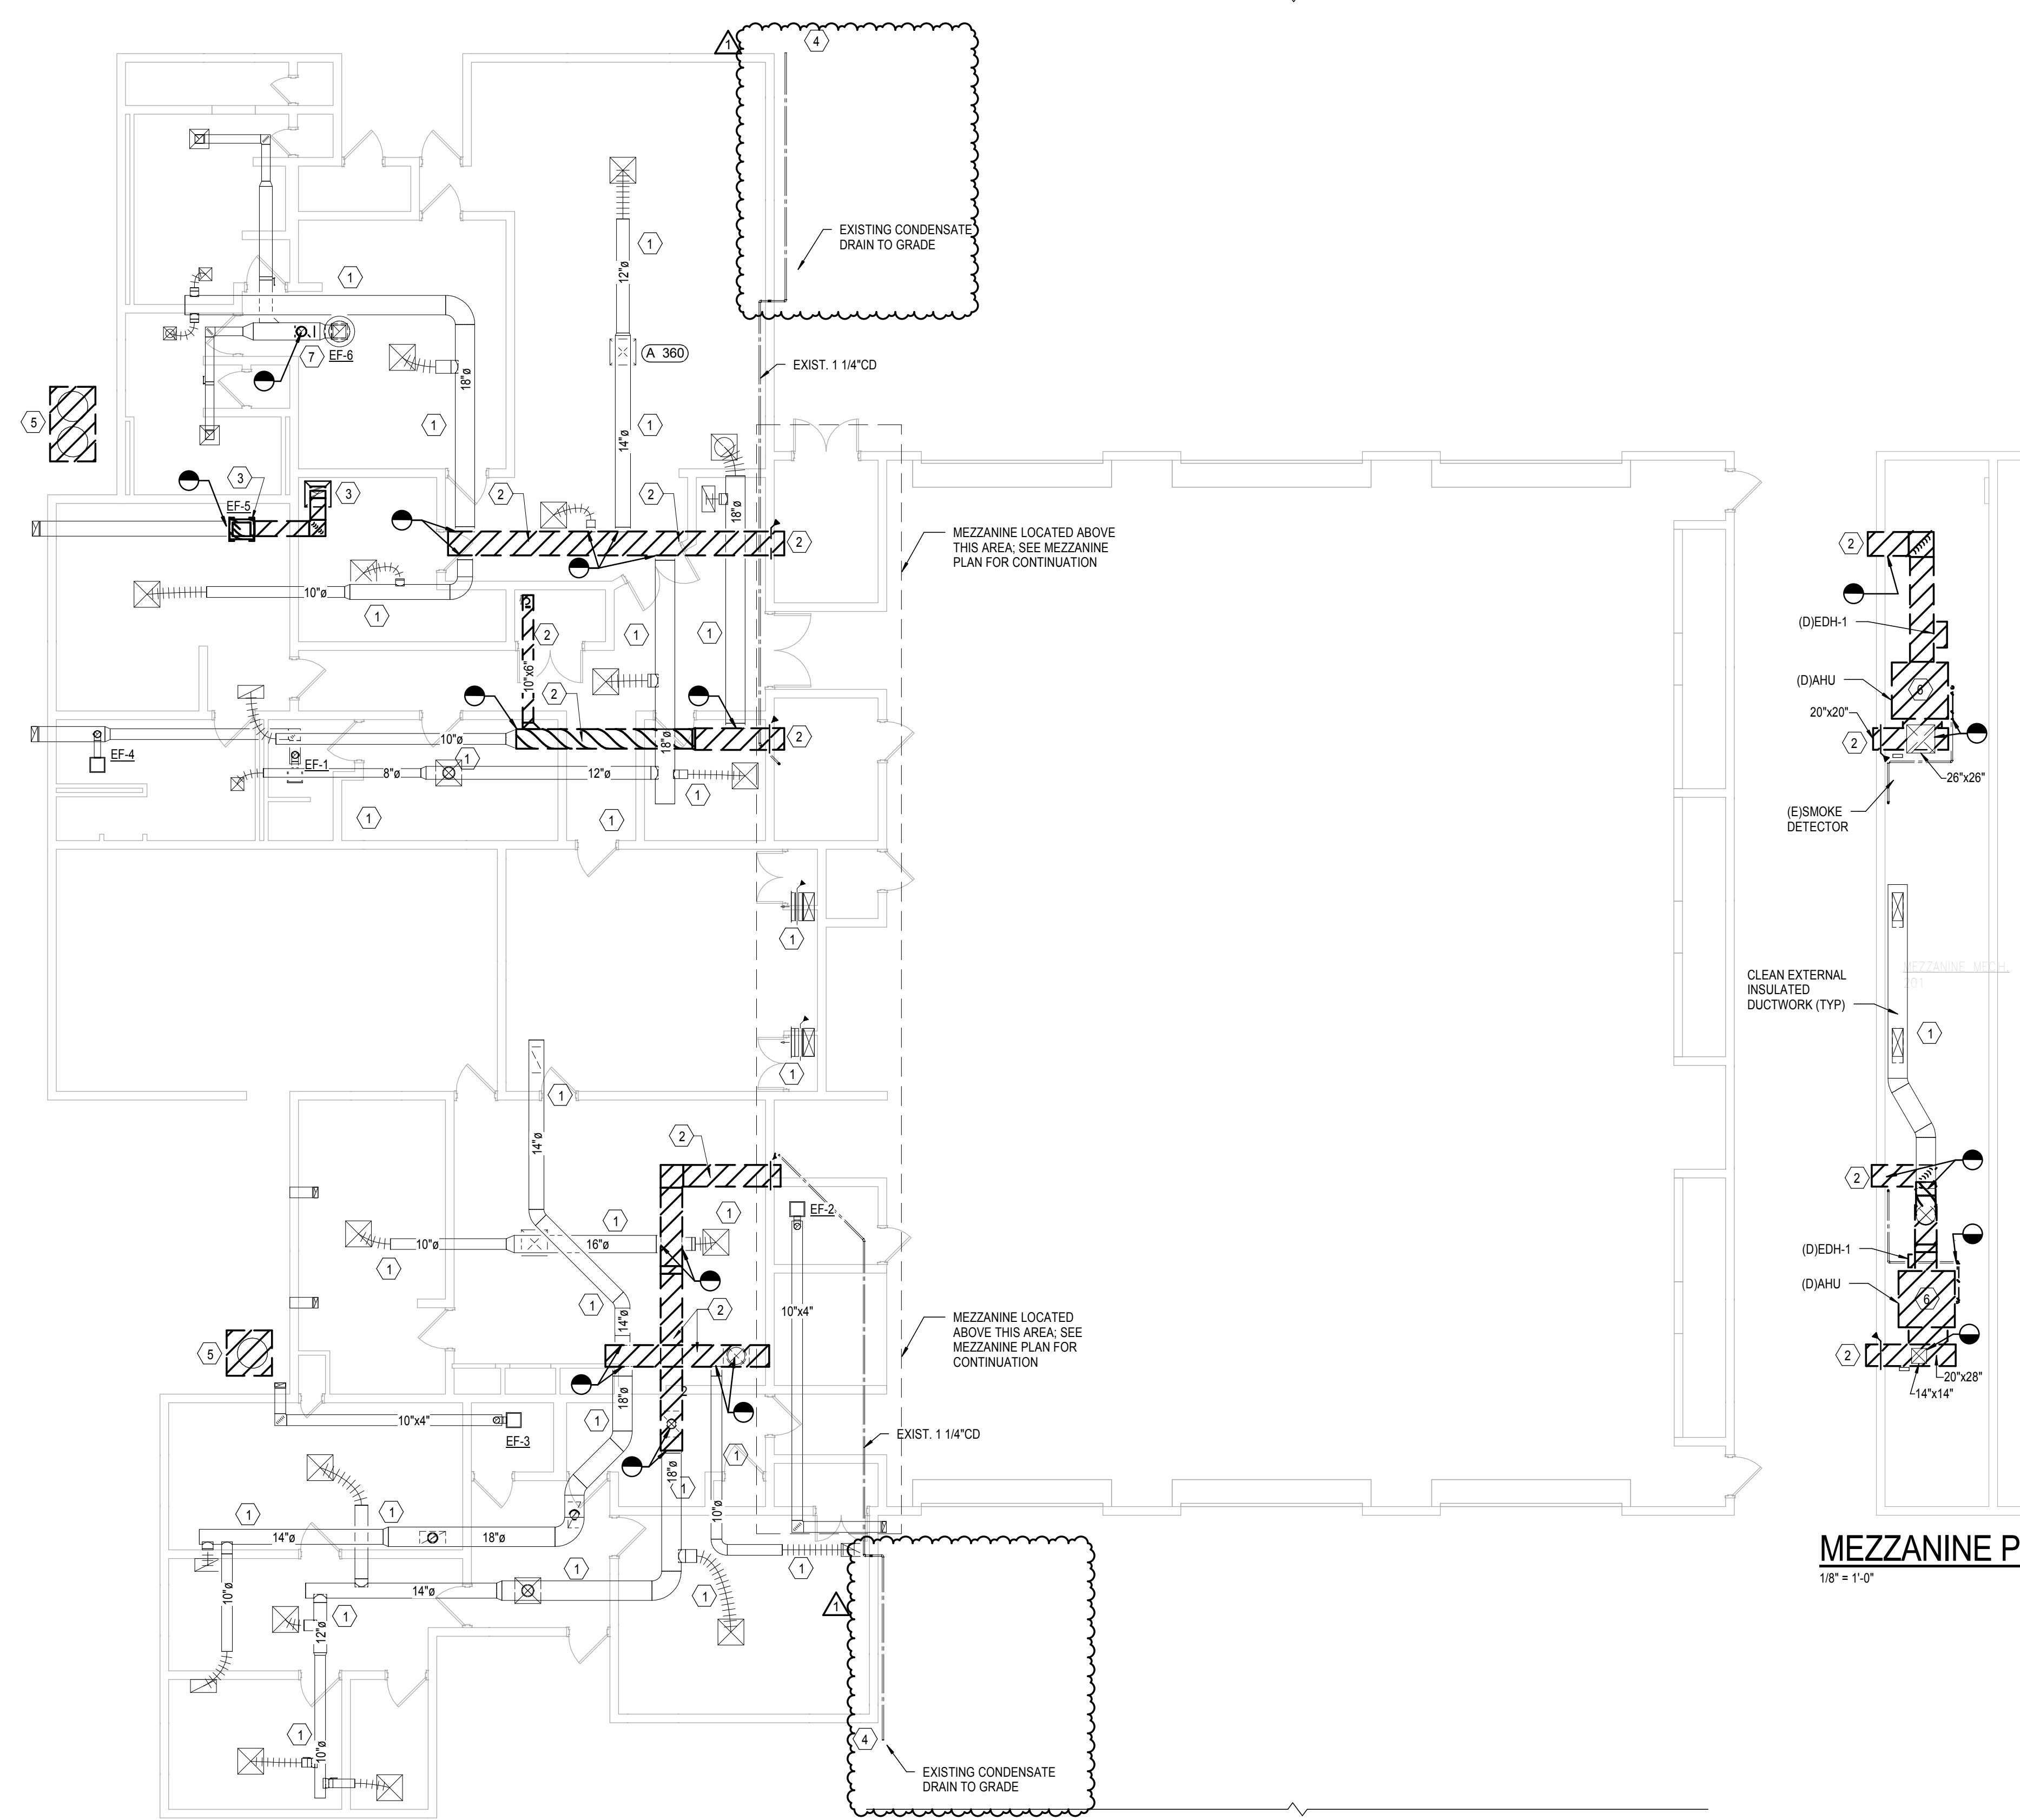 1
4
EXISTING CONDENSATE
DRAIN TO GRADE
1
12"ø
1
EXIST. 1 1/4"CD
7
EF-6
A 360
18"ø
1
1
14"ø
5
3
EF-5
3
2
2
18"ø
2
MEZZANINE LOCATED ABOVE
THIS AREA; SEE MEZZANINE
PLAN FOR CONTINUATION
2
10"ø
1
2
1
1
(D)EDH-1
10"x6"
2
(D)AHU
6
20"x20"
2
2
EF-4
10"ø
2
18"ø
EF-1
1
8"ø
12"ø
1
26"x26"
1
1
(E)SMOKE
DETECTOR
1
CLEAN EXTERNAL
INSULATED
DUCTWORK (TYP)
MEZZANINE MECH.
201
1
1
1
14"ø
2
2
EF-2
1
1
10"ø
16"ø
1
(D)EDH-1
(D)AHU
6
1
14"ø
2
10"x4"
MEZZANINE LOCATED
ABOVE THIS AREA; SEE
MEZZANINE PLAN FOR
CONTINUATION
5
2
20"x28"
14"x14"
18"ø
2
10"x4"
1
EF-3
EXIST. 1 1/4"CD
1
18"ø
1
10"ø
1
1
14"ø
18"ø
1
1
MEZZANINE P
1/8" = 1'-0"
10"ø
14"ø
1
1
1
12"ø
1
10"ø
4
EXISTING CONDENSATE
DRAIN TO GRADE